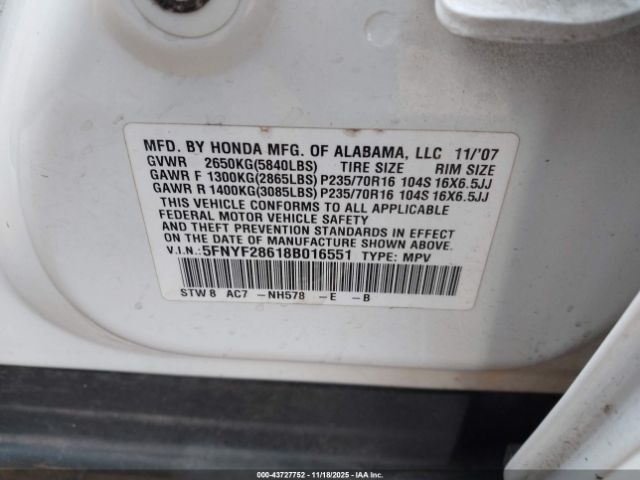 MFD. BY HONDA MFG. OF ALABAMA, LLC 11/'07
GVWR 2650KG(5840LBS) TIRE SIZE RIM SIZE
GAWR F 1300KG(2865LBS) P235/70R16 104S 16X6.5JJ
GAWR R 1400KG(3085LBS) P235/70R16 104S 16X6.5JJ
THIS VEHICLE CONFORMS TO ALL APPLICABLE
FEDERAL MOTOR VEHICLE SAFETY
AND THEFT PREVENTION STANDARDS IN EFFECT
ON THE DATE OF MANUFACTURE SHOWN ABOVE.
V.I.N.: 5FNYF28618B016551 TYPE: MPV
STW8 AC7 -NH578 -E -B
000-43727752 - 11/18/2025 - IAA Inc.